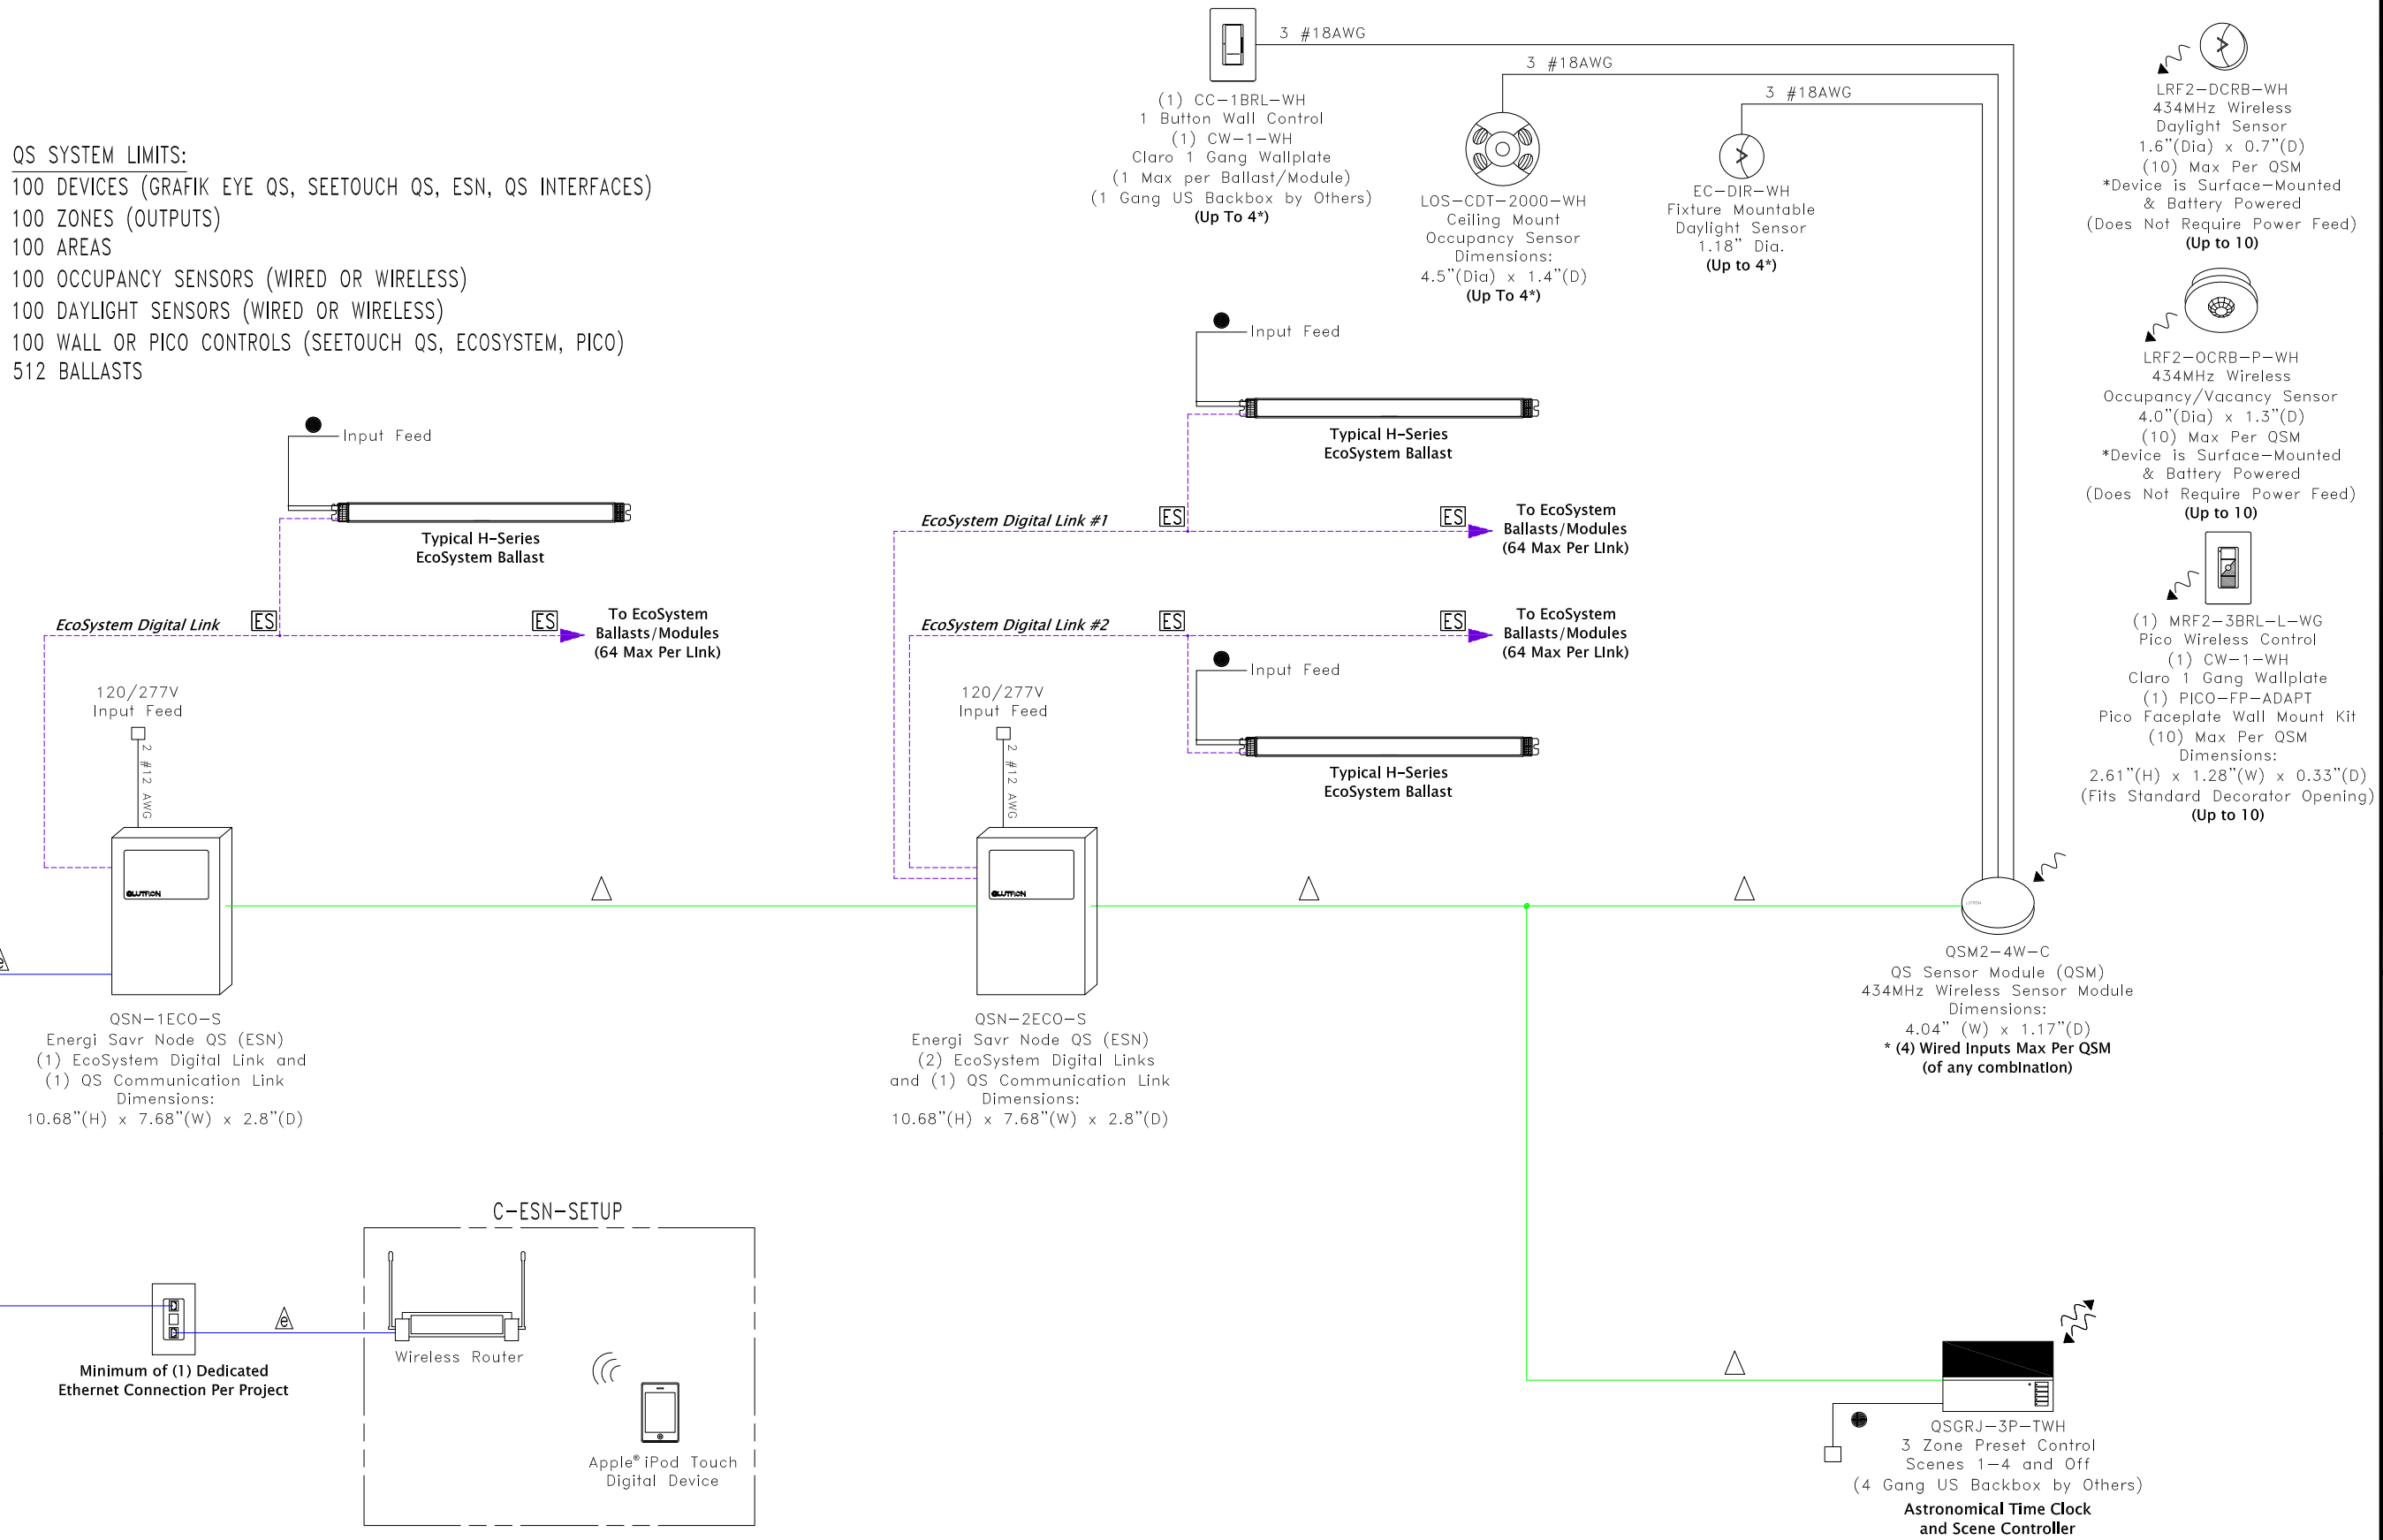 QS SYSTEM LIMITS:
100 DEVICES (GRAFIK EYE QS, SEETOUCH QS, ESN, QS INTERFACES)
100 ZONES (OUTPUTS)
100 AREAS
100 OCCUPANCY SENSORS (WIRED OR WIRELESS)
100 DAYLIGHT SENSORS (WIRED OR WIRELESS)
100 WALL OR PICO CONTROLS (SEETOUCH QS, ECOSYSTEM, PICO)
512 BALLASTS
3 #18AWG
(1) CC-1BRL-WH
1 Button Wall Control
(1) CW-1-WH
Claro 1 Gang Wallplate
(1 Max per Ballast/Module)
(1 Gang US Backbox by Others)
(Up To 4*)
3 #18AWG
LOS-CDT-2000-WH
Ceiling Mount
Occupancy Sensor
Dimensions:
4.5"(Dia) x 1.4"(D)
(Up To 4*)
3 #18AWG
EC-DIR-WH
Fixture Mountable
Daylight Sensor
1.18" Dia.
(Up to 4*)
LRF2-DCRB-WH
434MHz Wireless
Daylight Sensor
1.6"(Dia) x 0.7"(D)
(10) Max Per QSM
*Device is Surface-Mounted
& Battery Powered
(Does Not Require Power Feed)
(Up to 10)
LRF2-OCRB-P-WH
434MHz Wireless
Occupancy/Vacancy Sensor
4.0"(Dia) x 1.3"(D)
(10) Max Per QSM
*Device is Surface-Mounted
& Battery Powered
(Does Not Require Power Feed)
(Up to 10)
(1) MRF2-3BRL-L-WG
Pico Wireless Control
(1) CW-1-WH
Claro 1 Gang Wallplate
(1) PICO-FP-ADAPT
Pico Faceplate Wall Mount Kit
(10) Max Per QSM
Dimensions:
2.61"(H) x 1.28"(W) x 0.33"(D)
(Fits Standard Decorator Opening)
(Up to 10)
Input Feed
Typical H-Series
EcoSystem Ballast
EcoSystem Digital Link
ES
ES
To EcoSystem
Ballasts/Modules
(64 Max Per Link)
120/277V
Input Feed
2 #12 AWG
LUTRON
QSN-1ECO-S
Energi Savr Node QS (ESN)
(1) EcoSystem Digital Link and
(1) QS Communication Link
Dimensions:
10.68"(H) x 7.68"(W) x 2.8"(D)
Input Feed
Typical H-Series
EcoSystem Ballast
EcoSystem Digital Link #1
ES
ES
To EcoSystem
Ballasts/Modules
(64 Max Per Link)
EcoSystem Digital Link #2
ES
ES
To EcoSystem
Ballasts/Modules
(64 Max Per Link)
Input Feed
Typical H-Series
EcoSystem Ballast
120/277V
Input Feed
2 #12 AWG
LUTRON
QSN-2ECO-S
Energi Savr Node QS (ESN)
(2) EcoSystem Digital Links
and (1) QS Communication Link
Dimensions:
10.68"(H) x 7.68"(W) x 2.8"(D)
LUTRON
QSM2-4W-C
QS Sensor Module (QSM)
434MHz Wireless Sensor Module
Dimensions:
4.04" (W) x 1.17"(D)
* (4) Wired Inputs Max Per QSM
(of any combination)
e
C-ESN-SETUP
e
Wireless Router
Apple® iPod Touch
Digital Device
Minimum of (1) Dedicated
Ethernet Connection Per Project
QSGRJ-3P-TWH
3 Zone Preset Control
Scenes 1-4 and Off
(4 Gang US Backbox by Others)
Astronomical Time Clock
and Scene Controller